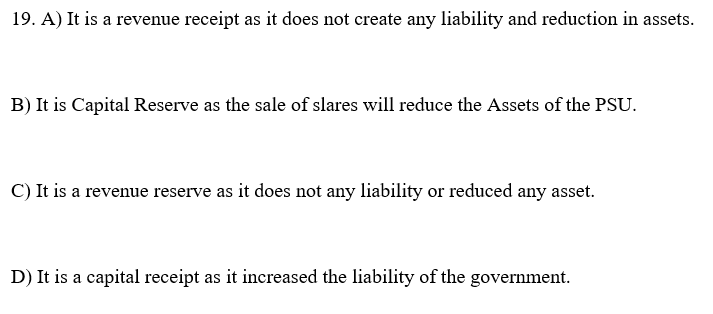 19. A) It is a revenue receipt as it does not create any liability and reduction in assets.
B) It is Capital Reserve as the sale of slares will reduce the Assets of the PSU.
C) It is a revenue reserve as it does not any liability or reduced any asset.
D) It is a capital receipt as it increased the liability of the government.